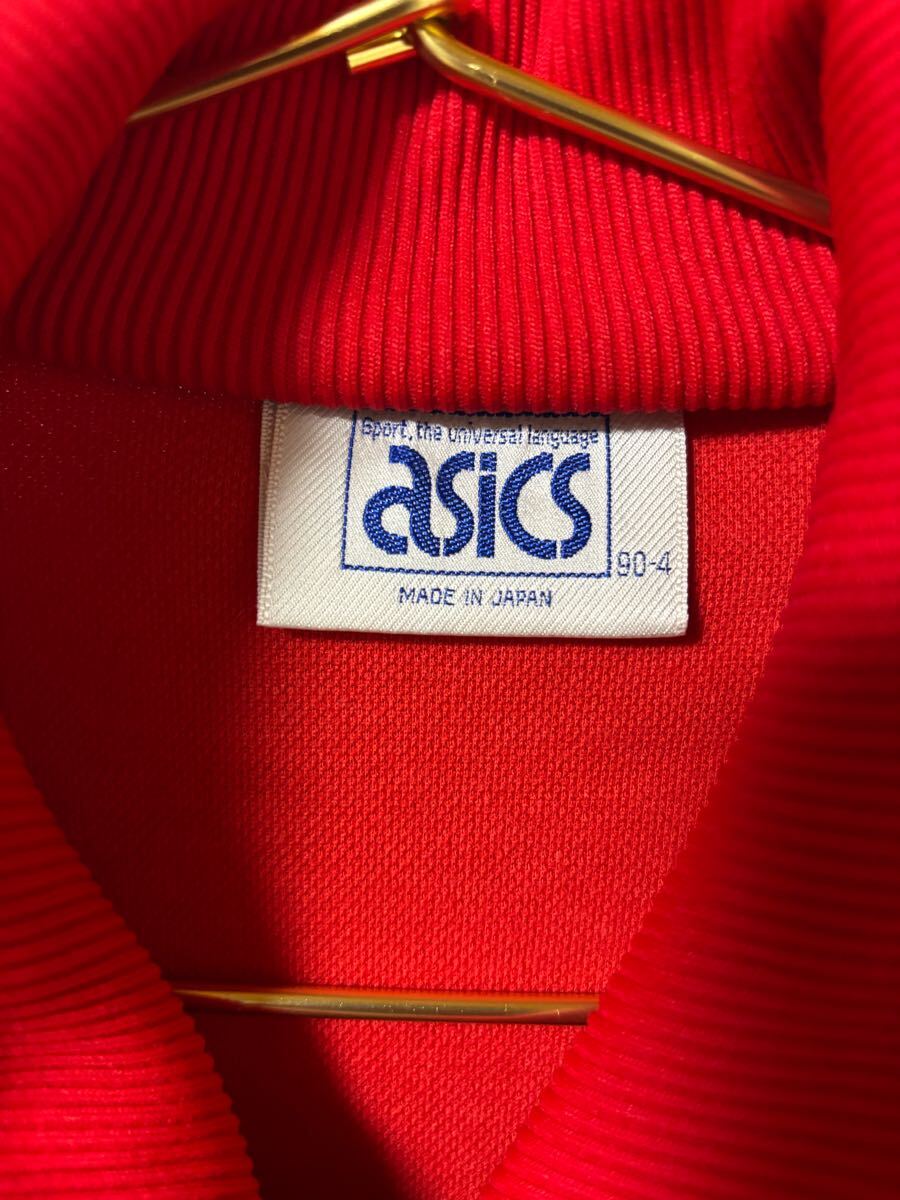 Sport, the universal language
asics
90-4
MADE IN JAPAN